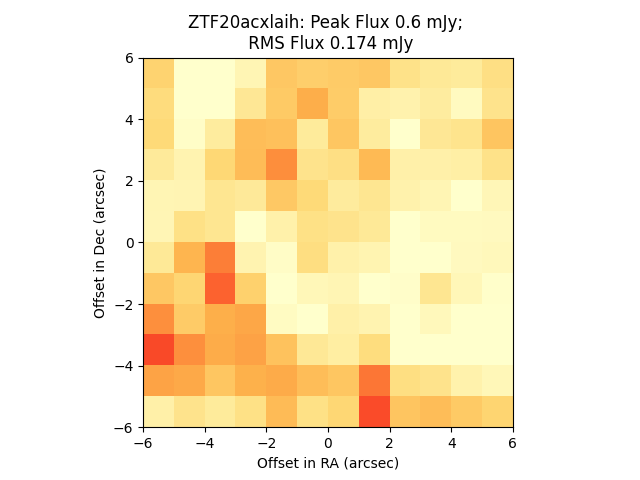 ZTF20acxlaih: Peak Flux 0.6 mJy;
RMS Flux 0.174 mJy
6
4
2
0
−2
−4
−6
Offset in Dec (arcsec)
−6 −4 −2 0 2 4 6
Offset in RA (arcsec)